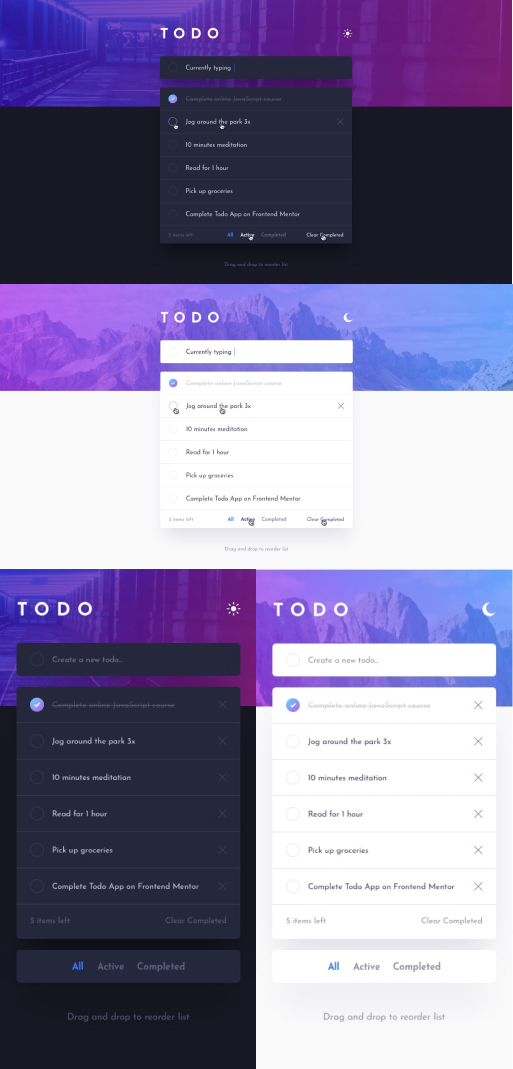 TODO
Currently typing
Complete online JavaScript course
Jog around the park 3x
10 minutes meditation
Read for 1 hour
Pick up groceries
Complete Todo App on Frontend Mentor
5 items left All Active Completed Clear Completed
Drag and drop to reorder list
TODO
Currently typing
Complete online JavaScript course
Jog around the park 3x
10 minutes meditation
Read for 1 hour
Pick up groceries
Complete Todo App on Frontend Mentor
5 items left All Active Completed Clear Completed
Drag and drop to reorder list
TODO
Create a new todo...
Complete online JavaScript course
Jog around the park 3x
10 minutes meditation
Read for 1 hour
Pick up groceries
Complete Todo App on Frontend Mentor
5 items left Clear Completed
All Active Completed
Drag and drop to reorder list
TODO
Create a new todo...
Complete online JavaScript course
Jog around the park 3x
10 minutes meditation
Read for 1 hour
Pick up groceries
Complete Todo App on Frontend Mentor
5 items left Clear Completed
All Active Completed
Drag and drop to reorder list